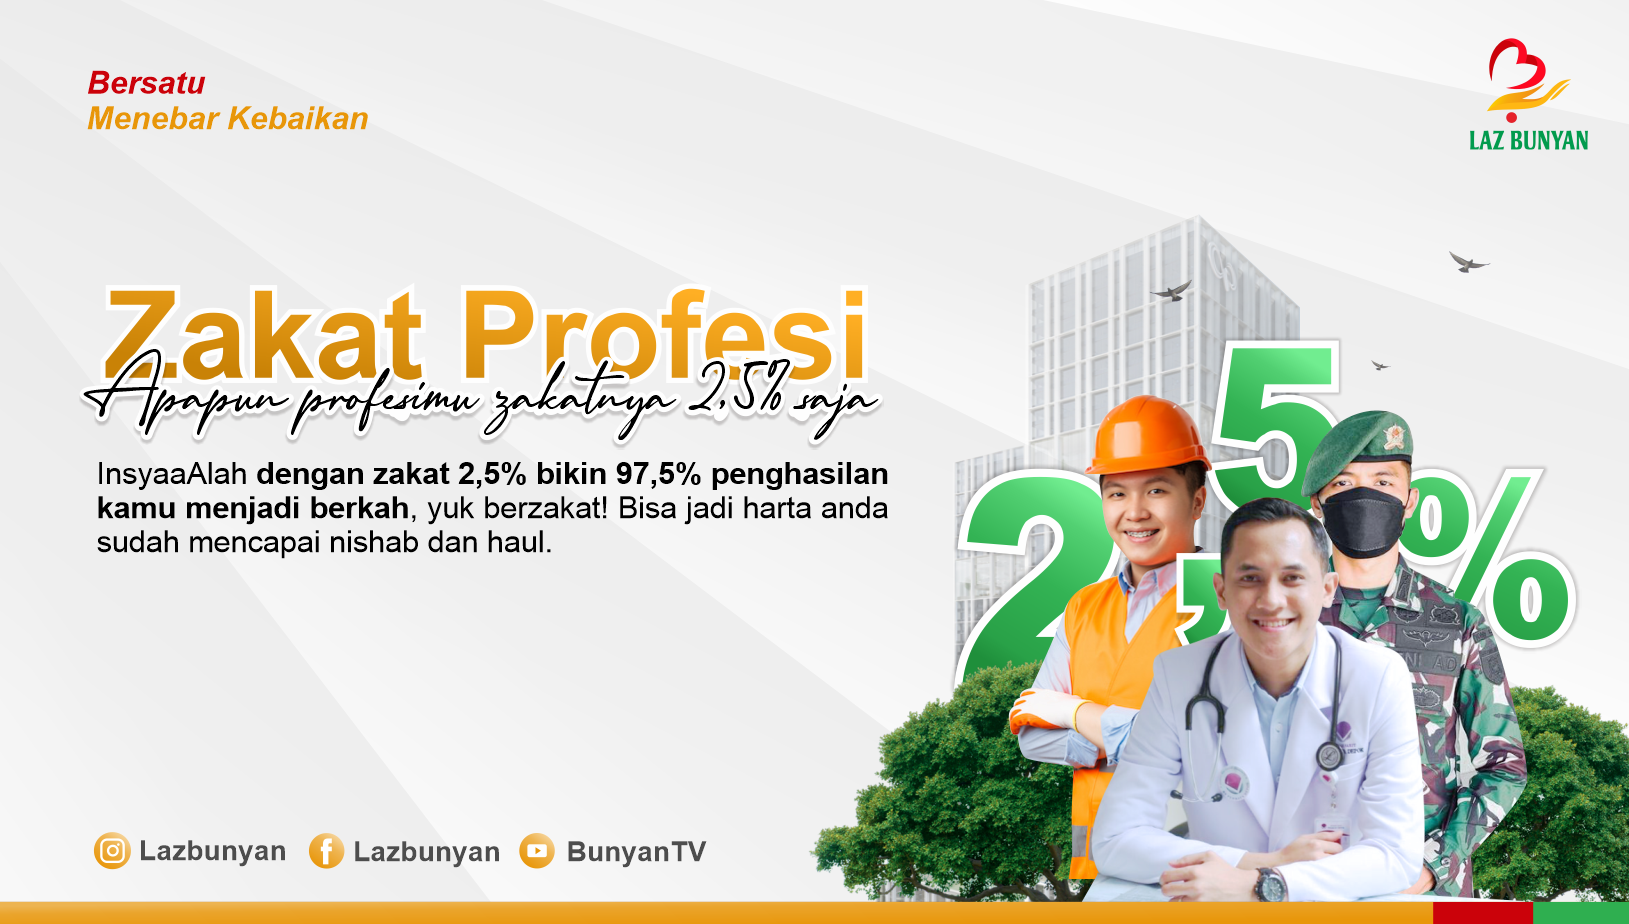 Bersatu
Menebar Kebaikan
LAZ BUNYAN
Zakat Profesi
Apapun profesimu zakatnya 2,5% saja
InsyaaAlah dengan zakat 2,5% bikin 97,5% penghasilan
kamu menjadi berkah, yuk berzakat! Bisa jadi harta anda
sudah mencapai nishab dan haul.
2,5%
Lazbunyan
Lazbunyan
BunyanTV